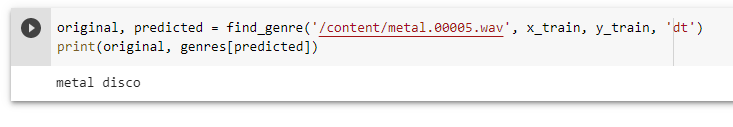 original, predicted = find_genre('/content/metal.00005.wav', x_train, y_train, 'dt')
print(original, genres[predicted])
metal disco